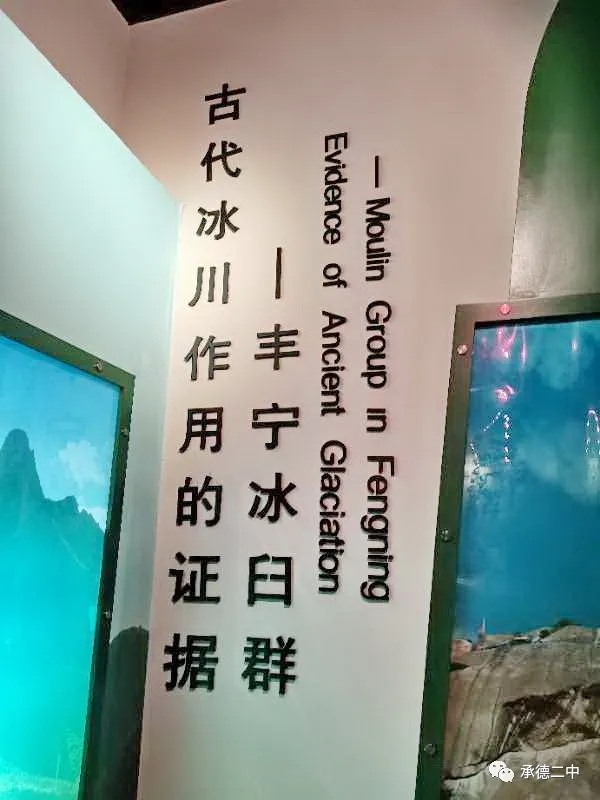 古代冰川作用的证据
—丰宁冰臼群
Evidence of Ancient Glaciation
—Moulin Group in Fengning
承德二中